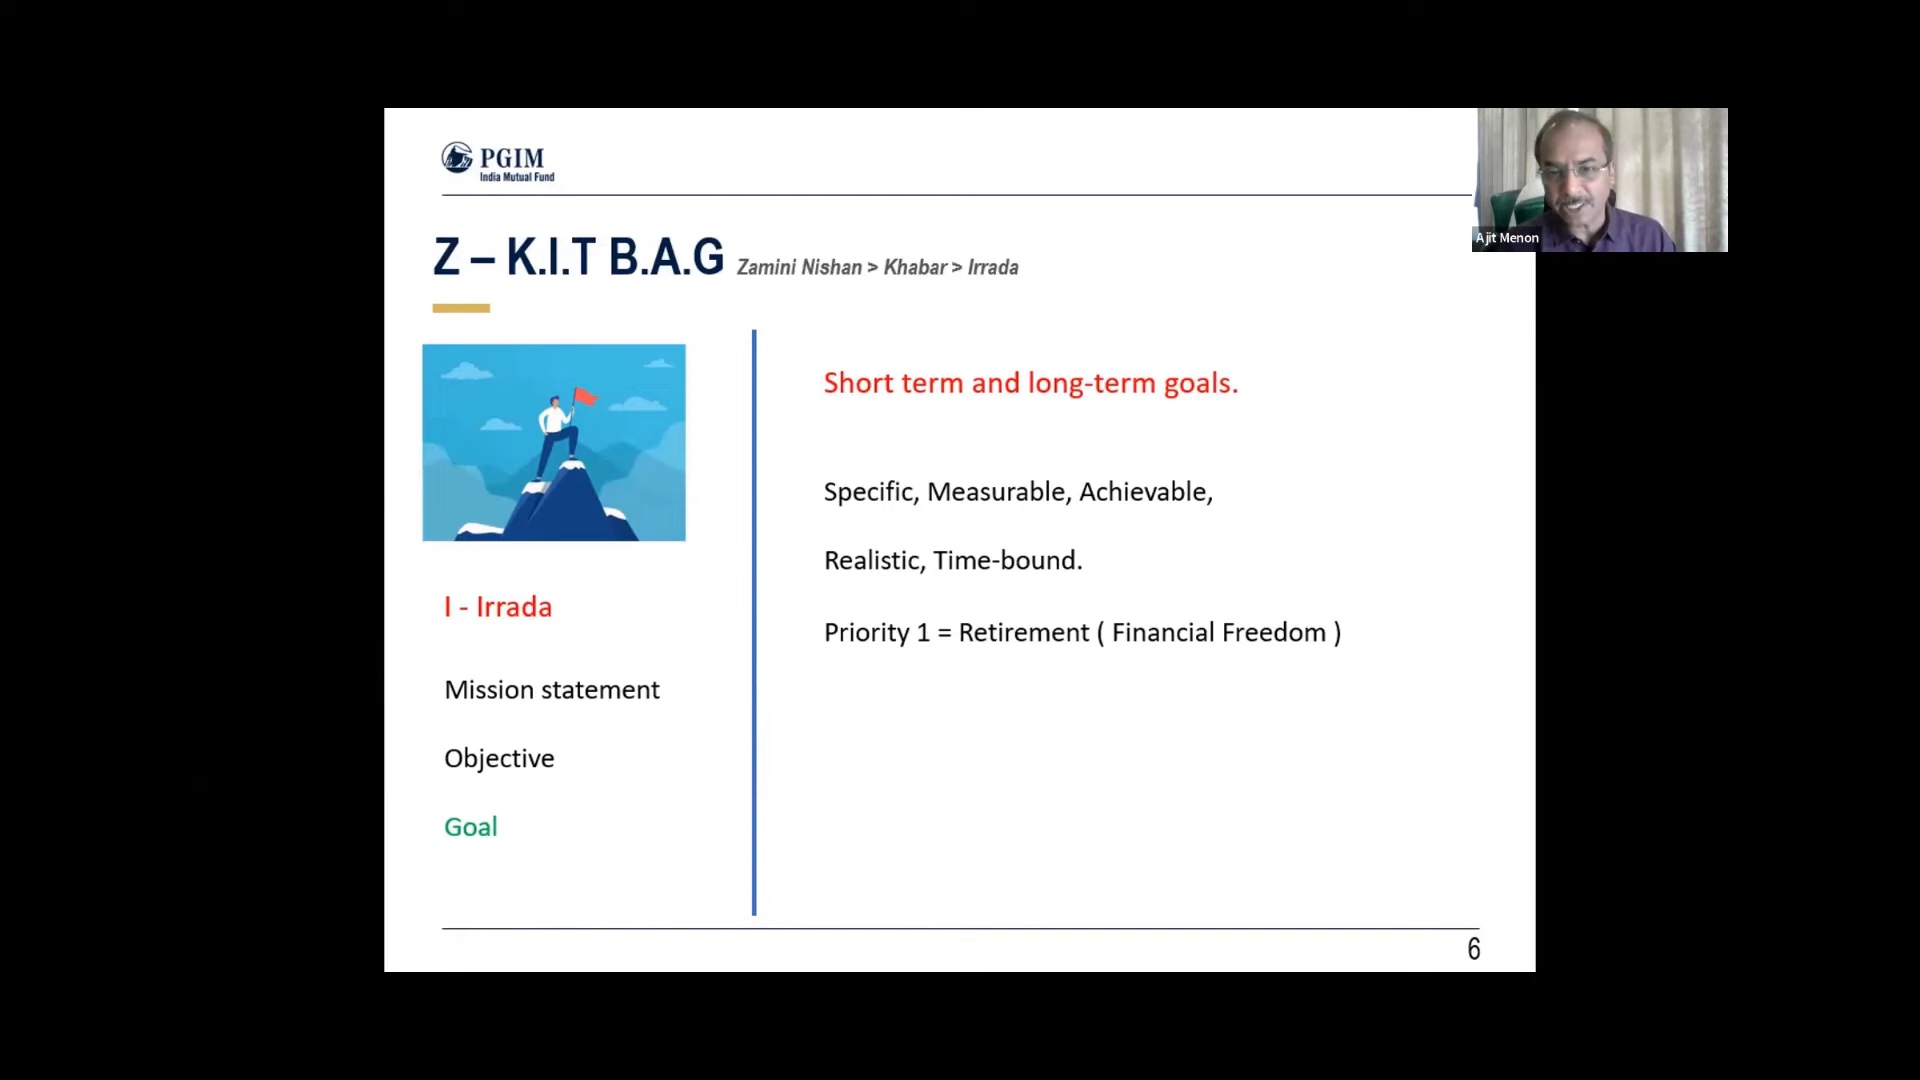 PGIM
India Mutual Fund
Ajit Menon
Z – K.I.T B.A.G Zamini Nishan > Khabar > Irrada
Short term and long-term goals.
Specific, Measurable, Achievable,
Realistic, Time-bound.
Priority 1 = Retirement ( Financial Freedom )
I - Irrada
Mission statement
Objective
Goal
6